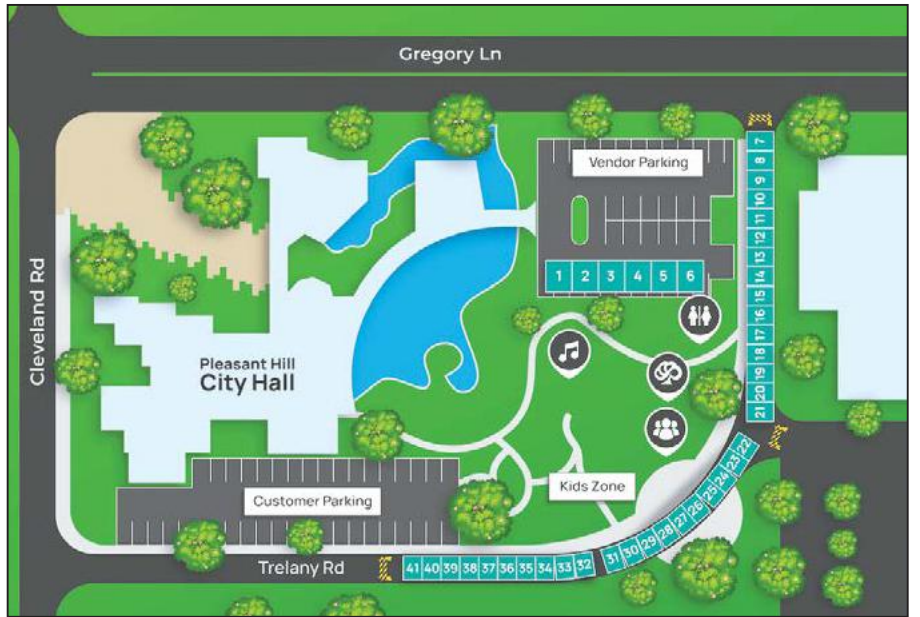 Gregory Ln
Vendor Parking
7
8
9
10
11
12
13
14
15
16
17
18
19
20
21
1 2 3 4 5 6
Cleveland Rd
Pleasant Hill
City Hall
Customer Parking
Kids Zone
22
23
24
25
26
27
28
29
30
31
Trelany Rd
41 40 39 38 37 36 35 34 33 32